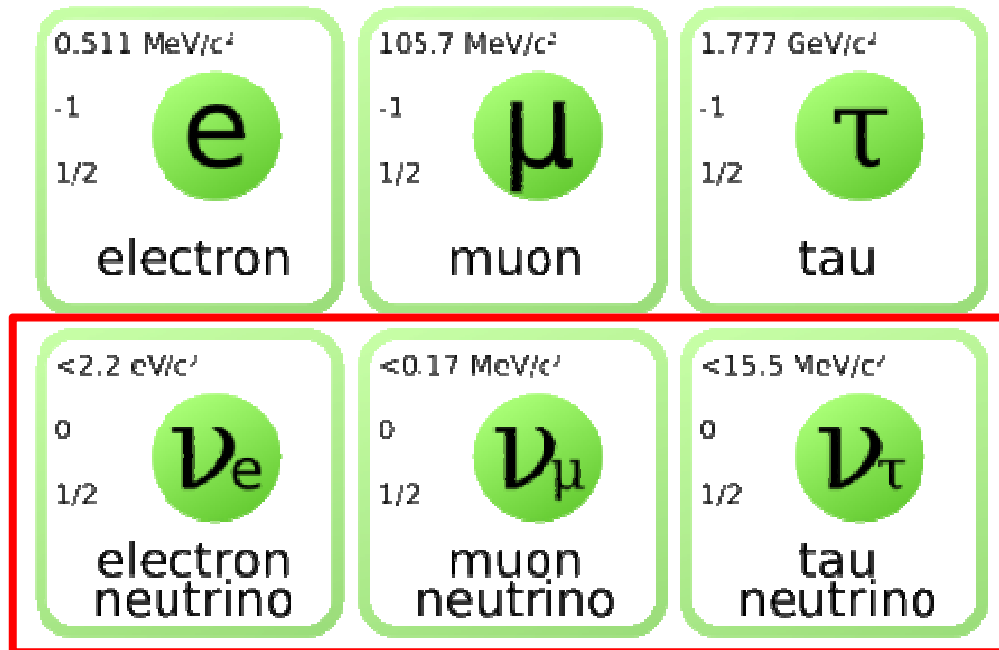 0.511 MeV/c²
-1
1/2
e
electron
105.7 MeV/c²
-1
1/2
μ
muon
1.777 GeV/c²
-1
1/2
τ
tau
<2.2 eV/c²
0
1/2
νe
electron
neutrino
<0.17 MeV/c²
0
1/2
νμ
muon
neutrino
<15.5 MeV/c²
0
1/2
ντ
tau
neutrino